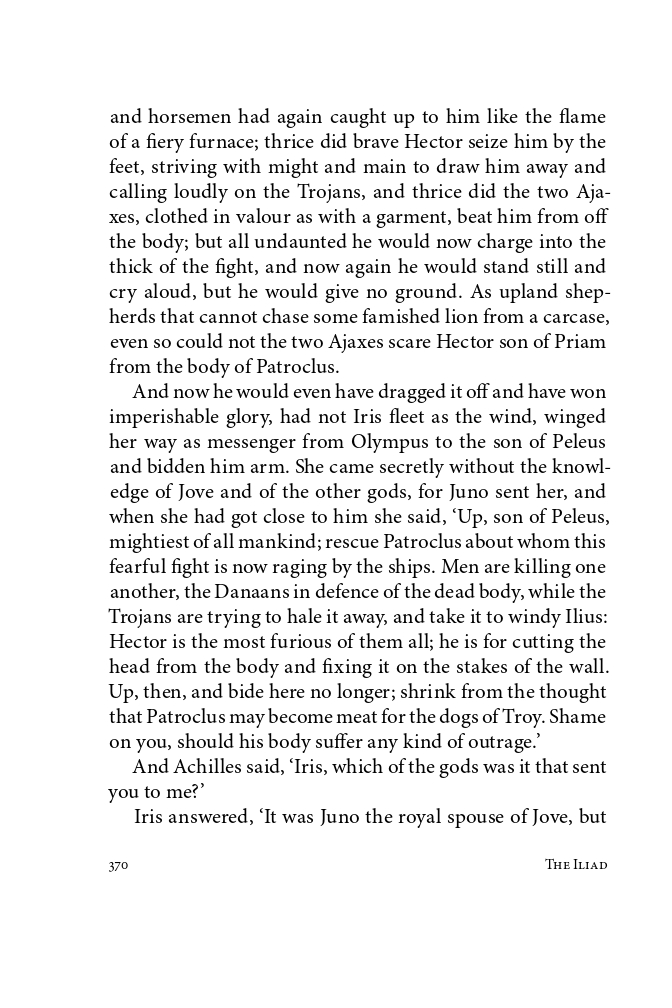 and horsemen had again caught up to him like the flame
of a fiery furnace; thrice did brave Hector seize him by the
feet, striving with might and main to draw him away and
calling loudly on the Trojans, and thrice did the two Aja-
xes, clothed in valour as with a garment, beat him from off
the body; but all undaunted he would now charge into the
thick of the fight, and now again he would stand still and
cry aloud, but he would give no ground. As upland shep-
herds that cannot chase some famished lion from a carcase,
even so could not the two Ajaxes scare Hector son of Priam
from the body of Patroclus.
And now he would even have dragged it off and have won
imperishable glory, had not Iris fleet as the wind, winged
her way as messenger from Olympus to the son of Peleus
and bidden him arm. She came secretly without the knowl-
edge of Jove and of the other gods, for Juno sent her, and
when she had got close to him she said, ‘Up, son of Peleus,
mightiest of all mankind; rescue Patroclus about whom this
fearful fight is now raging by the ships. Men are killing one
another, the Danaans in defence of the dead body, while the
Trojans are trying to hale it away, and take it to windy Ilius:
Hector is the most furious of them all; he is for cutting the
head from the body and fixing it on the stakes of the wall.
Up, then, and bide here no longer; shrink from the thought
that Patroclus may become meat for the dogs of Troy. Shame
on you, should his body suffer any kind of outrage.’
And Achilles said, ‘Iris, which of the gods was it that sent
you to me?’
Iris answered, ‘It was Juno the royal spouse of Jove, but
370 The Iliad